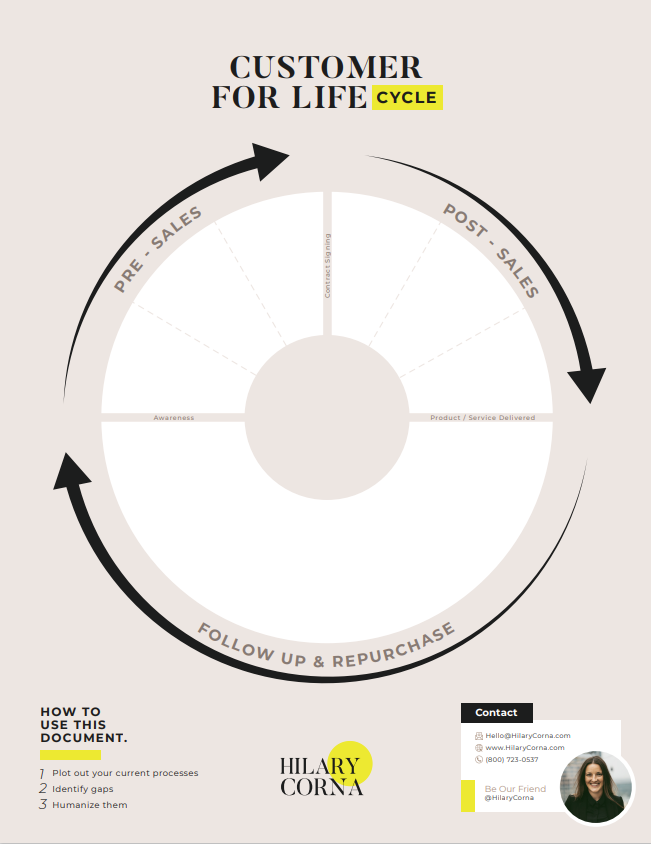 CUSTOMER
FOR LIFE CYCLE
PRE - SALES
POST - SALES
Contract Signing
Awareness
Product / Service Delivered
FOLLOW UP & REPURCHASE
HOW TO
USE THIS
DOCUMENT.
1 Plot out your current processes
2 Identify gaps
3 Humanize them
HILARY
CORNA
Contact
Hello@HilaryCorna.com
www.HilaryCorna.com
(800) 723-0537
Be Our Friend
@HilaryCorna